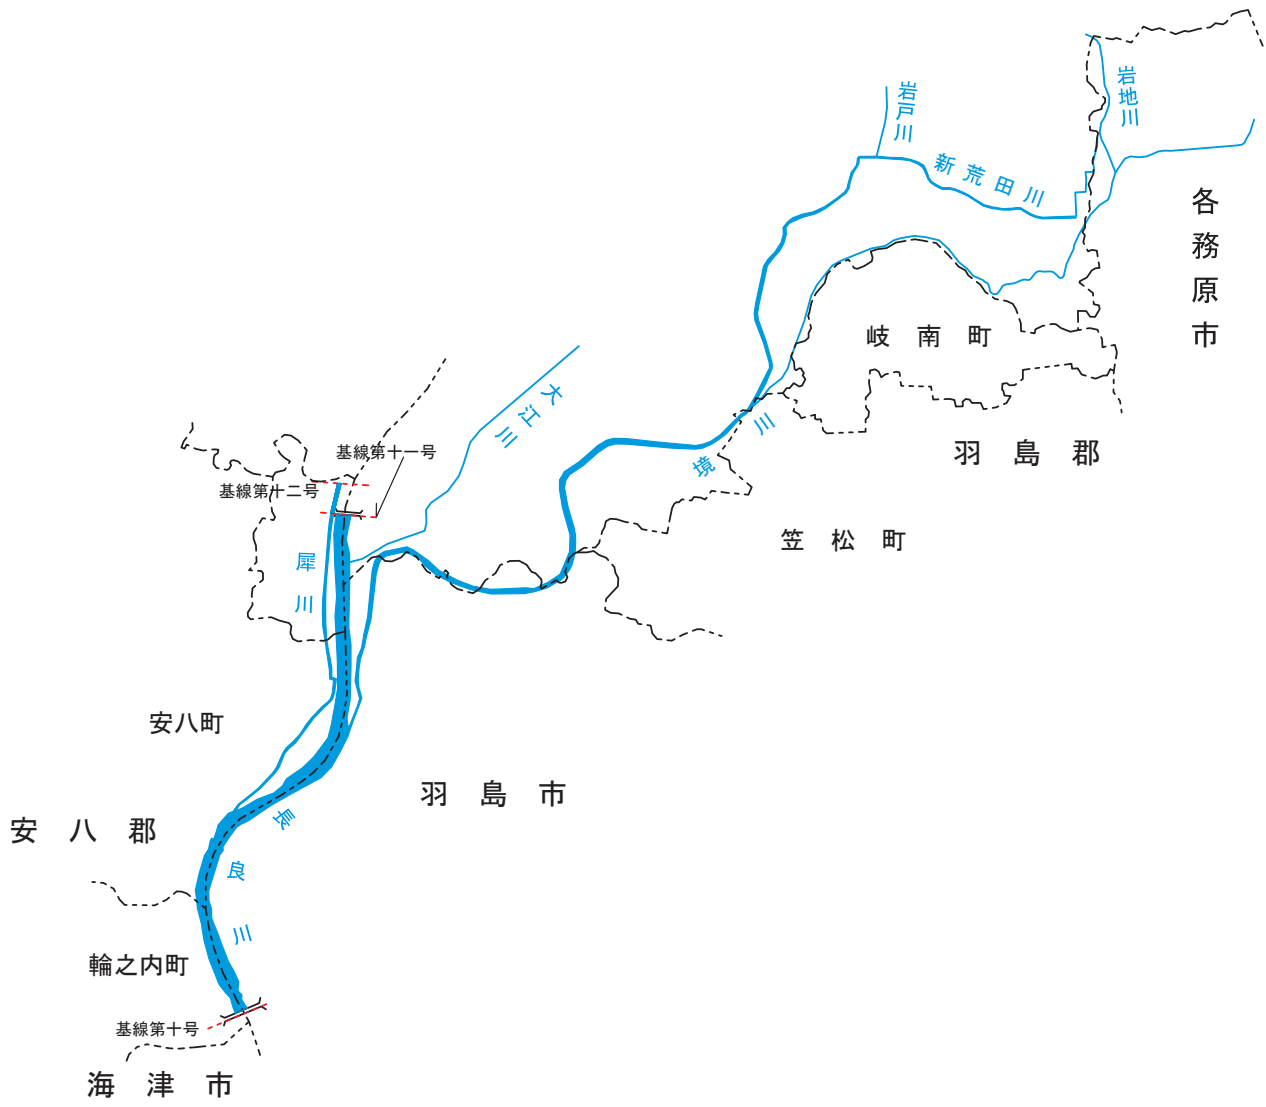 岩地川
岩戸川
新荒田川
各務原市
岐南町
大江川
境川
羽島郡
基線第十一号
基線第十二号
笠松町
犀川
安八町
羽島市
長良川
安八郡
輪之内町
基線第十号
海津市